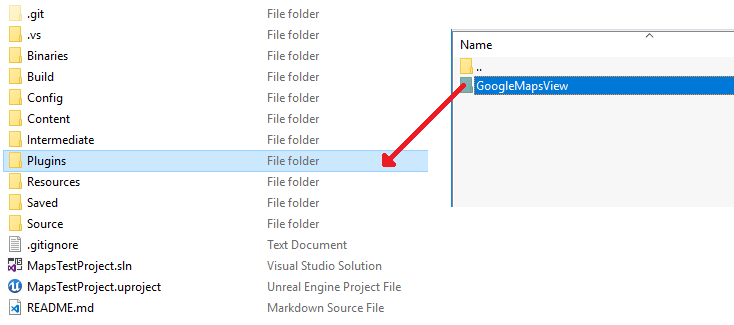 .git File folder
.vs File folder
Binaries File folder
Build File folder
Config File folder
Content File folder
Intermediate File folder
Plugins File folder
Resources File folder
Saved File folder
Source File folder
.gitignore Text Document
MapsTestProject.sln Visual Studio Solution
MapsTestProject.uproject Unreal Engine Project File
README.md Markdown Source File
Name
..
GoogleMapsView